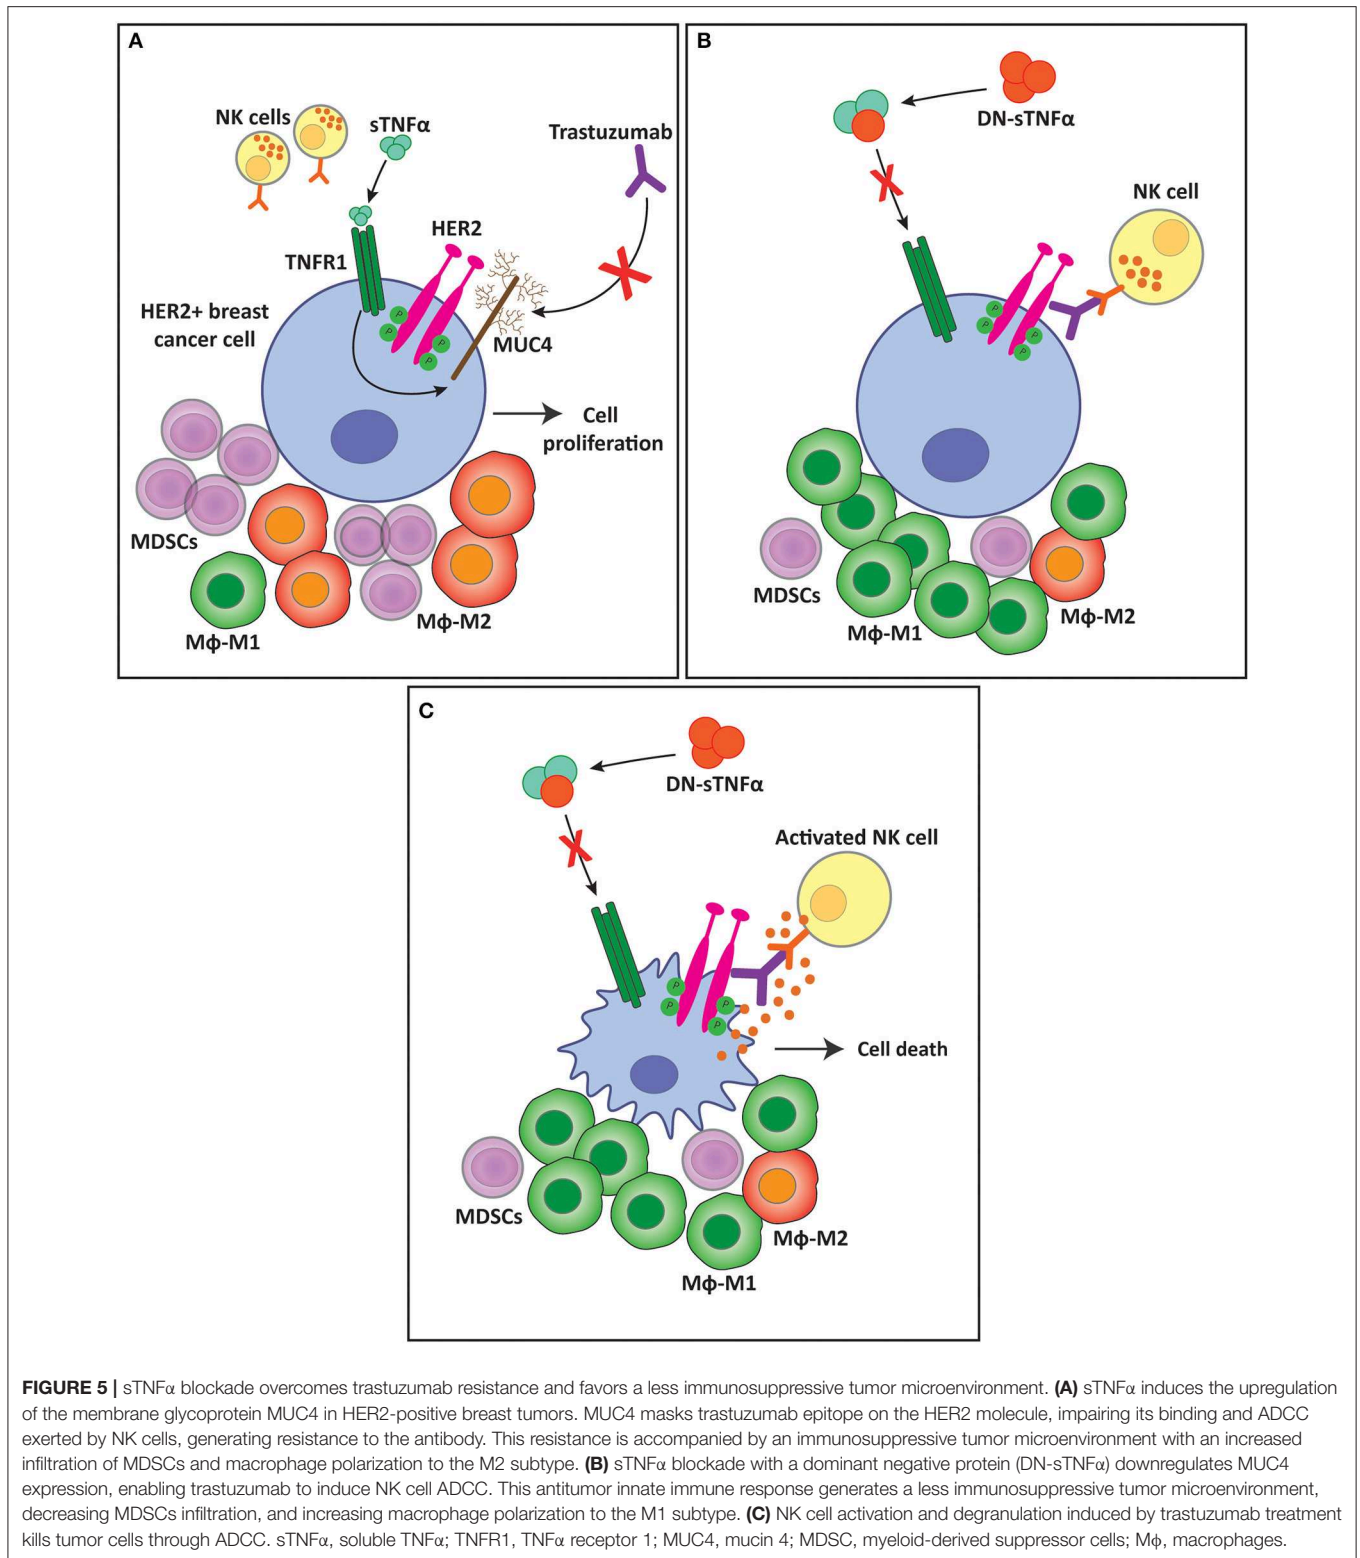 A
NK cells
sTNFα
Trastuzumab
HER2
TNFR1
HER2+ breast
cancer cell
P
P
P
P
MUC4
Cell
proliferation
MDSCs
Mϕ-M1
Mϕ-M2
B
DN-sTNFα
NK cell
P
P
P
P
MDSCs
Mϕ-M1
Mϕ-M2
C
DN-sTNFα
Activated NK cell
P
P
P
P
Cell death
MDSCs
Mϕ-M2
Mϕ-M1
FIGURE 5 | sTNFα blockade overcomes trastuzumab resistance and favors a less immunosuppressive tumor microenvironment. (A) sTNFα induces the upregulation
of the membrane glycoprotein MUC4 in HER2-positive breast tumors. MUC4 masks trastuzumab epitope on the HER2 molecule, impairing its binding and ADCC
exerted by NK cells, generating resistance to the antibody. This resistance is accompanied by an immunosuppressive tumor microenvironment with an increased
infiltration of MDSCs and macrophage polarization to the M2 subtype. (B) sTNFα blockade with a dominant negative protein (DN-sTNFα) downregulates MUC4
expression, enabling trastuzumab to induce NK cell ADCC. This antitumor innate immune response generates a less immunosuppressive tumor microenvironment,
decreasing MDSCs infiltration, and increasing macrophage polarization to the M1 subtype. (C) NK cell activation and degranulation induced by trastuzumab treatment
kills tumor cells through ADCC. sTNFα, soluble TNFα; TNFR1, TNFα receptor 1; MUC4, mucin 4; MDSC, myeloid-derived suppressor cells; Mϕ, macrophages.